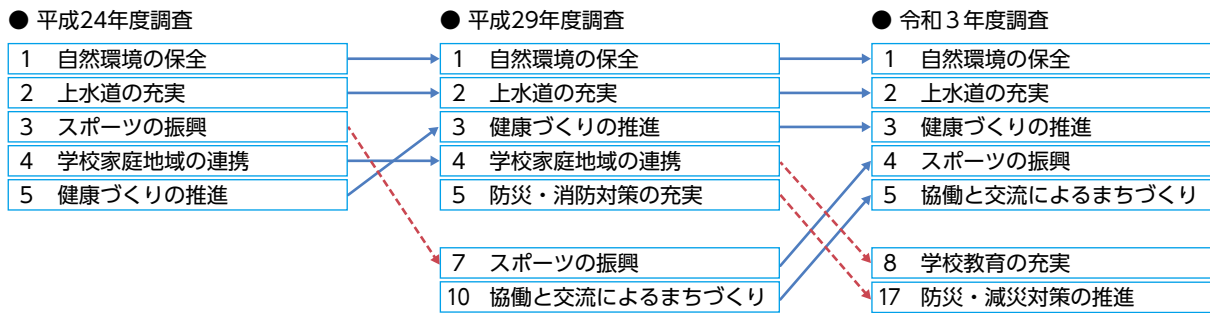 ● 平成24年度調査
1 自然環境の保全
2 上水道の充実
3 スポーツの振興
4 学校家庭地域の連携
5 健康づくりの推進
● 平成29年度調査
1 自然環境の保全
2 上水道の充実
3 健康づくりの推進
4 学校家庭地域の連携
5 防災・消防対策の充実
7 スポーツの振興
10 協働と交流によるまちづくり
● 令和３年度調査
1 自然環境の保全
2 上水道の充実
3 健康づくりの推進
4 スポーツの振興
5 協働と交流によるまちづくり
8 学校教育の充実
17 防災・減災対策の推進